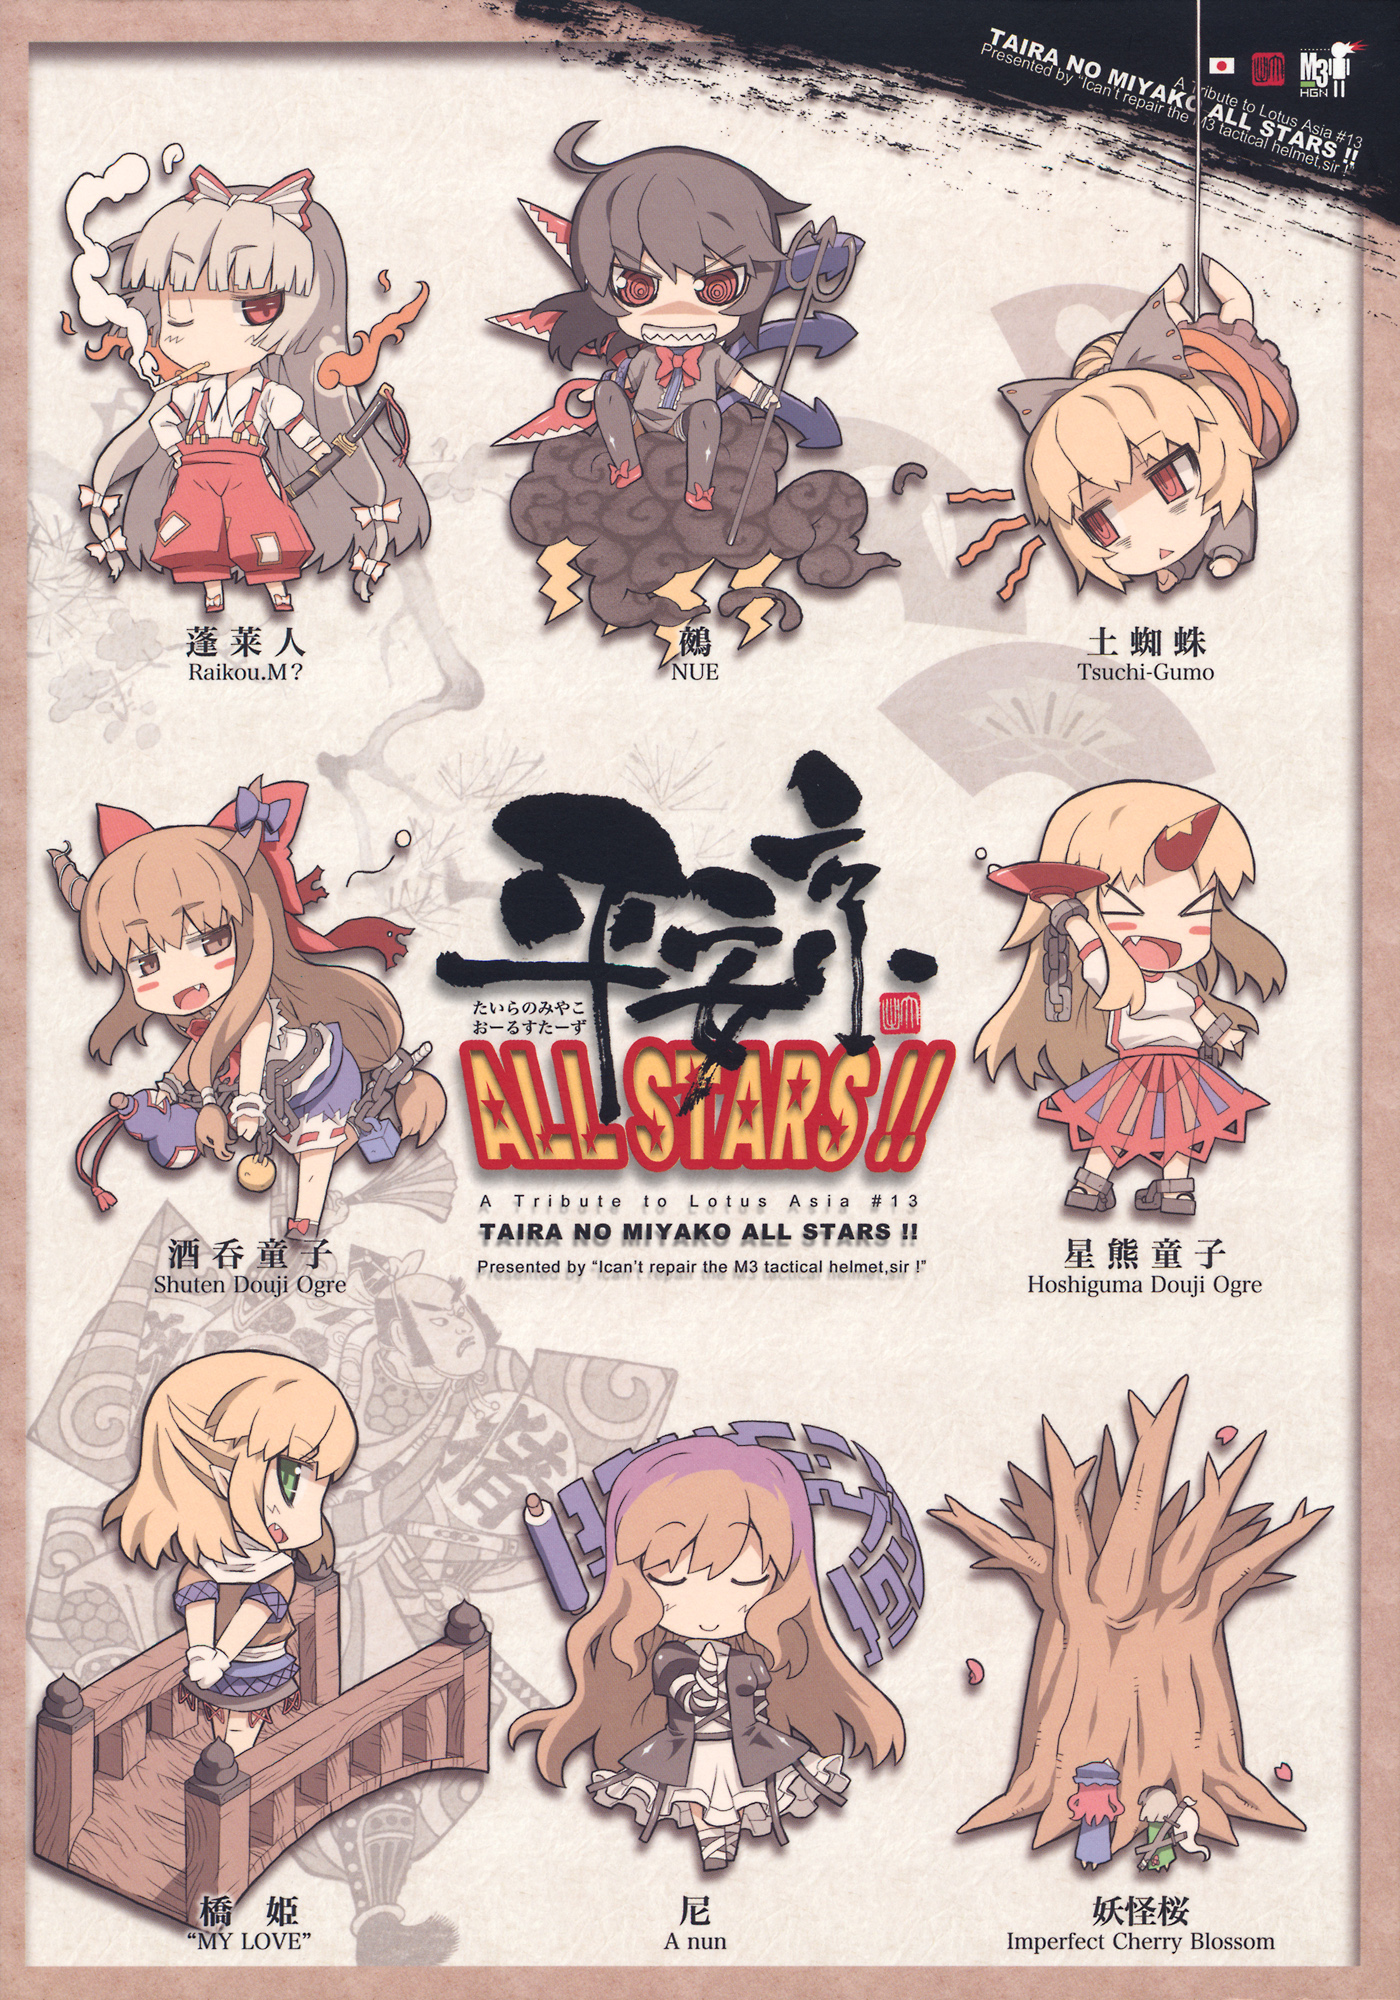 A Tribute to Lotus Asia #13
TAIRA NO MIYAKO ALL STARS !!
Presented by "Ican't repair the M3 tactical helmet,sir !"
M3
HGN
蓬莱人
Raikou.M?
鵺
NUE
土蜘蛛
Tsuchi-Gumo
平安京
たいらのみやこ
おーるすたーず
ALL STARS!!
A Tribute to Lotus Asia #13
TAIRA NO MIYAKO ALL STARS !!
Presented by "Ican't repair the M3 tactical helmet,sir !"
酒呑童子
Shuten Douji Ogre
星熊童子
Hoshiguma Douji Ogre
橋 姫
"MY LOVE"
尼
A nun
妖怪桜
Imperfect Cherry Blossom